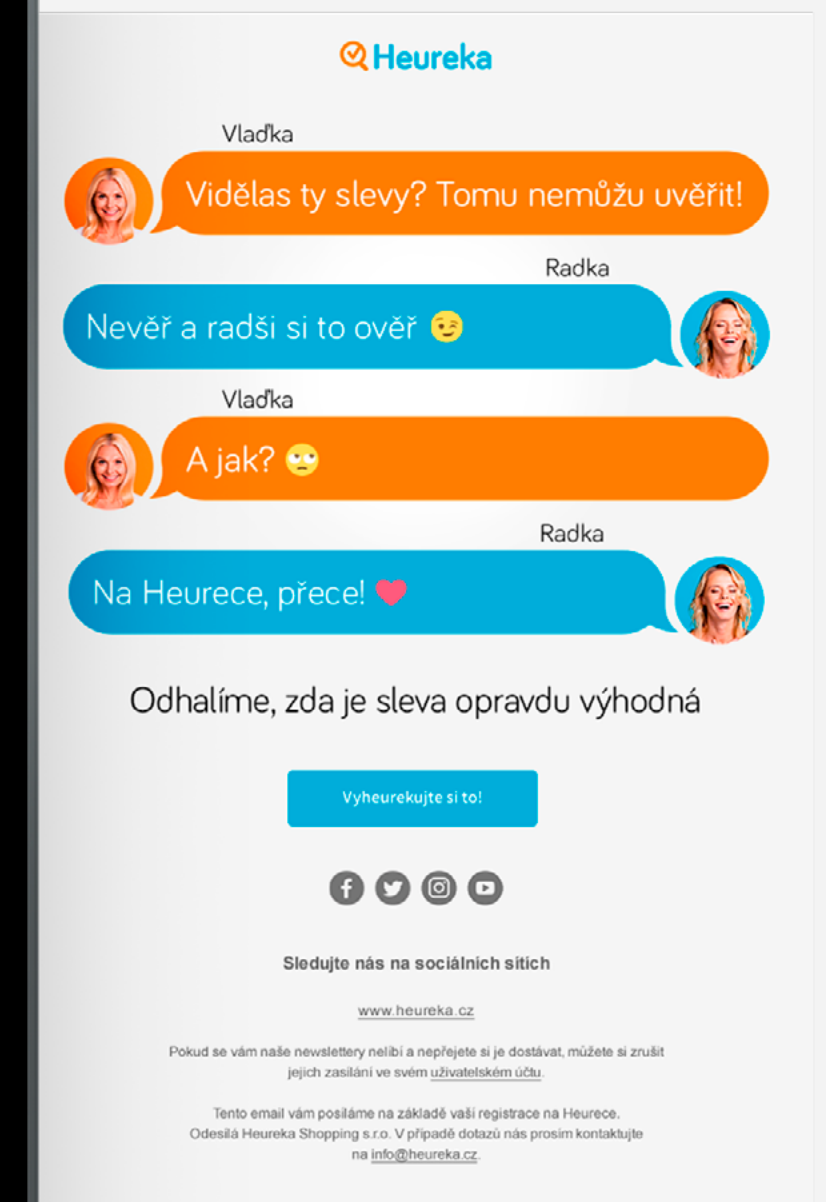 Heureka
Vlaďka
Vidělas ty slevy? Tomu nemůžu uvěřit!
Radka
Nevěř a radši si to ověř 😉
Vlaďka
A jak? 🙄
Radka
Na Heurece, přece! ❤
Odhalíme, zda je sleva opravdu výhodná
Vyheurekujte si to!
Sledujte nás na sociálních sítích
www.heureka.cz
Pokud se vám naše newslettery nelíbí a nepřejete si je dostávat, můžete si zrušit
jejich zasílání ve svém uživatelském účtu.
Tento email vám posíláme na základě vaší registrace na Heurece.
Odesílá Heureka Shopping s.r.o. V případě dotazů nás prosím kontaktujte
na info@heureka.cz.